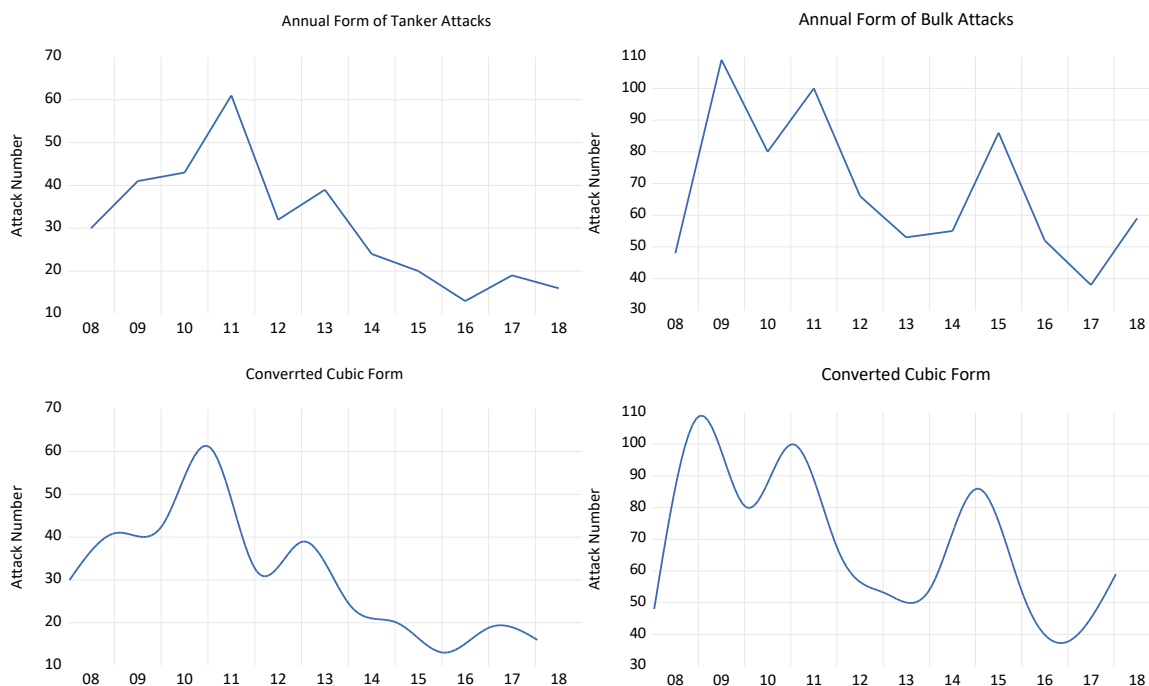 Annual Form of Tanker Attacks
70
60
50
40
30
20
10
Attack Number
08 09 10 11 12 13 14 15 16 17 18
Annual Form of Bulk Attacks
110
100
90
80
70
60
50
40
30
Attack Number
08 09 10 11 12 13 14 15 16 17 18
Converrted Cubic Form
70
60
50
40
30
20
10
Attack Number
08 09 10 11 12 13 14 15 16 17 18
Converted Cubic Form
110
100
90
80
70
60
50
40
30
Attack Number
08 09 10 11 12 13 14 15 16 17 18